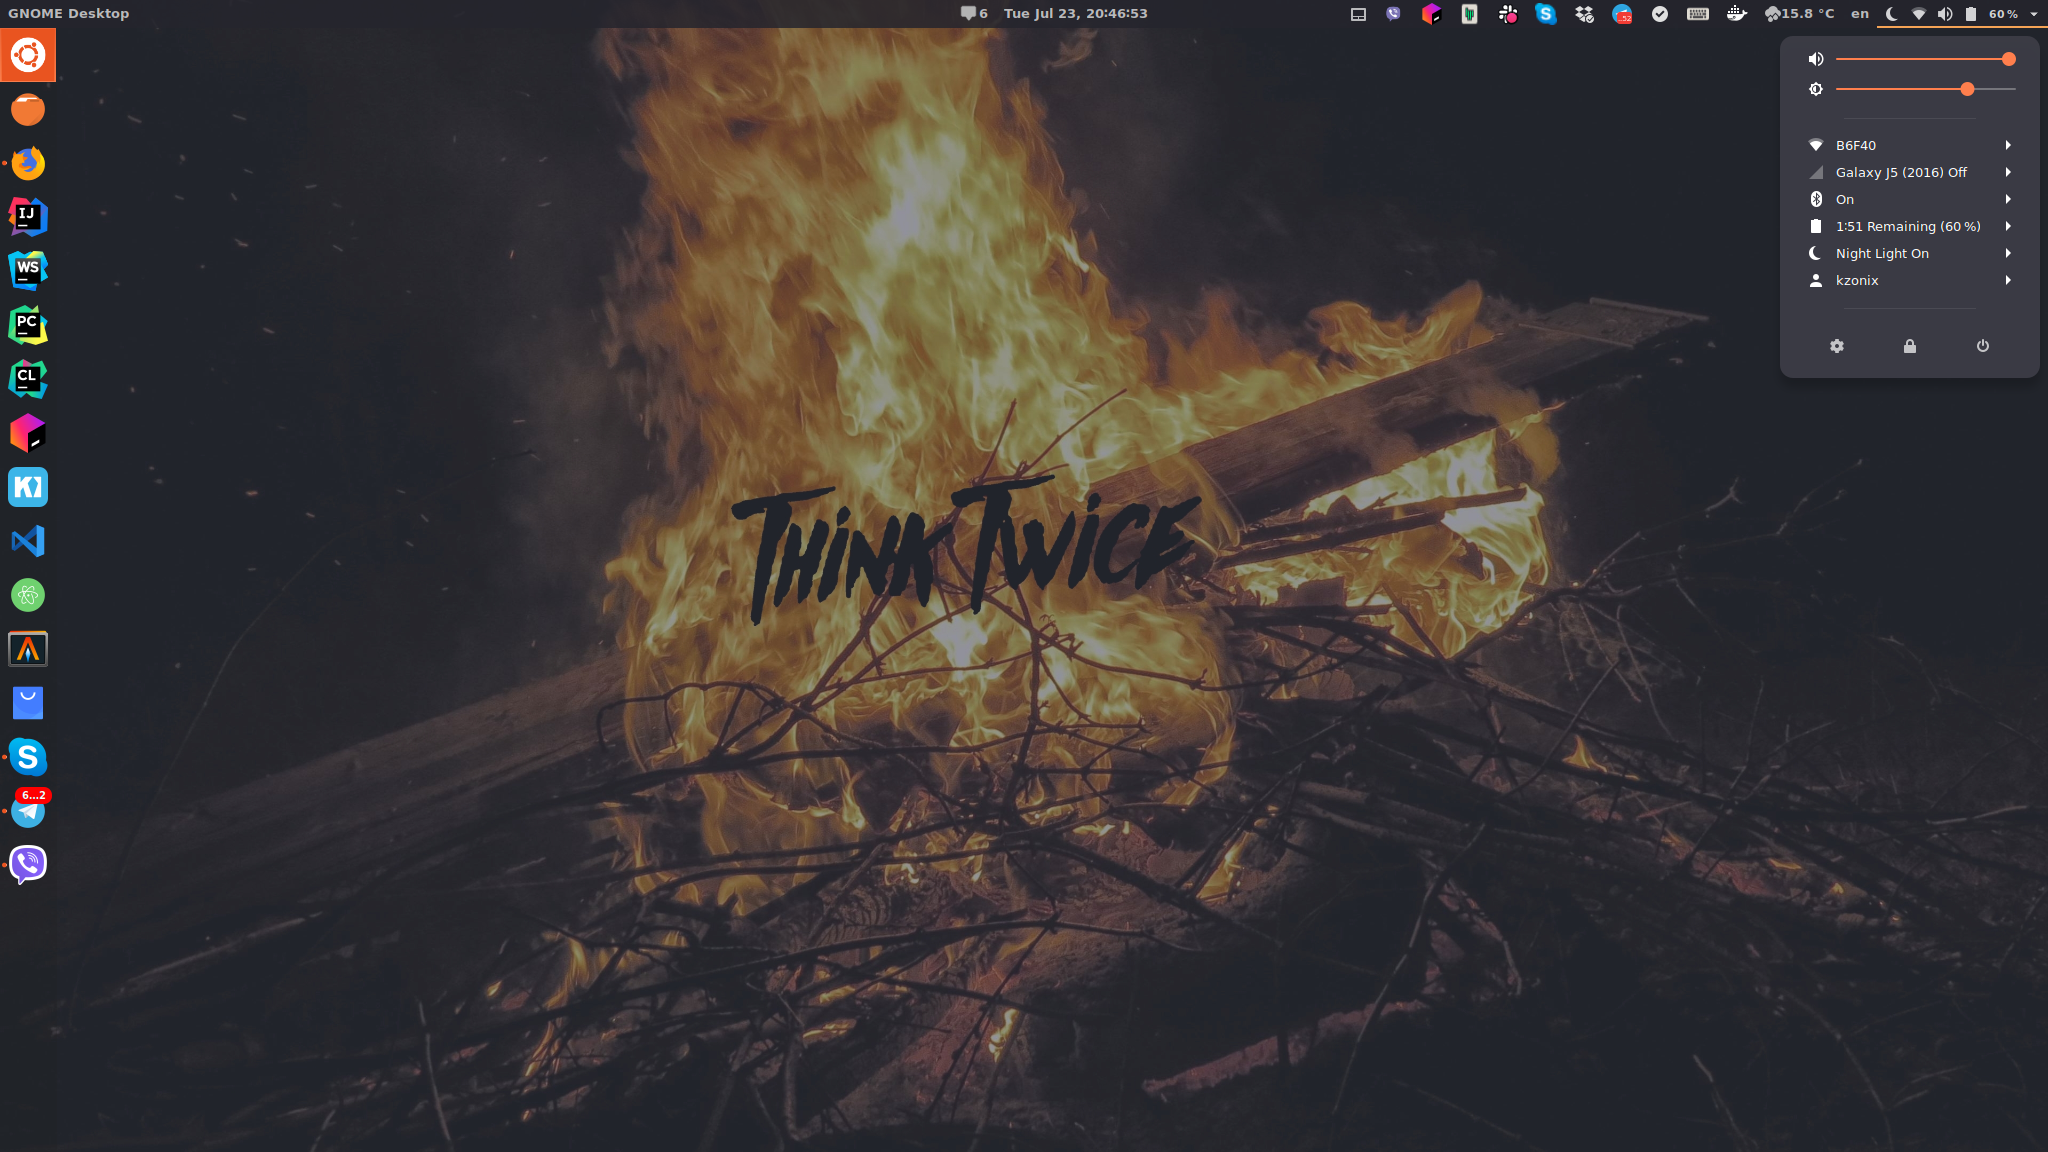 GNOME Desktop
6 Tue Jul 23, 20:46:53
52
15.8 °C en 60 %
B6F40
Galaxy J5 (2016) Off
On
1:51 Remaining (60 %)
Night Light On
kzonix
IJ
WS
PC
CL
K
THINK TWICE
S
6...2